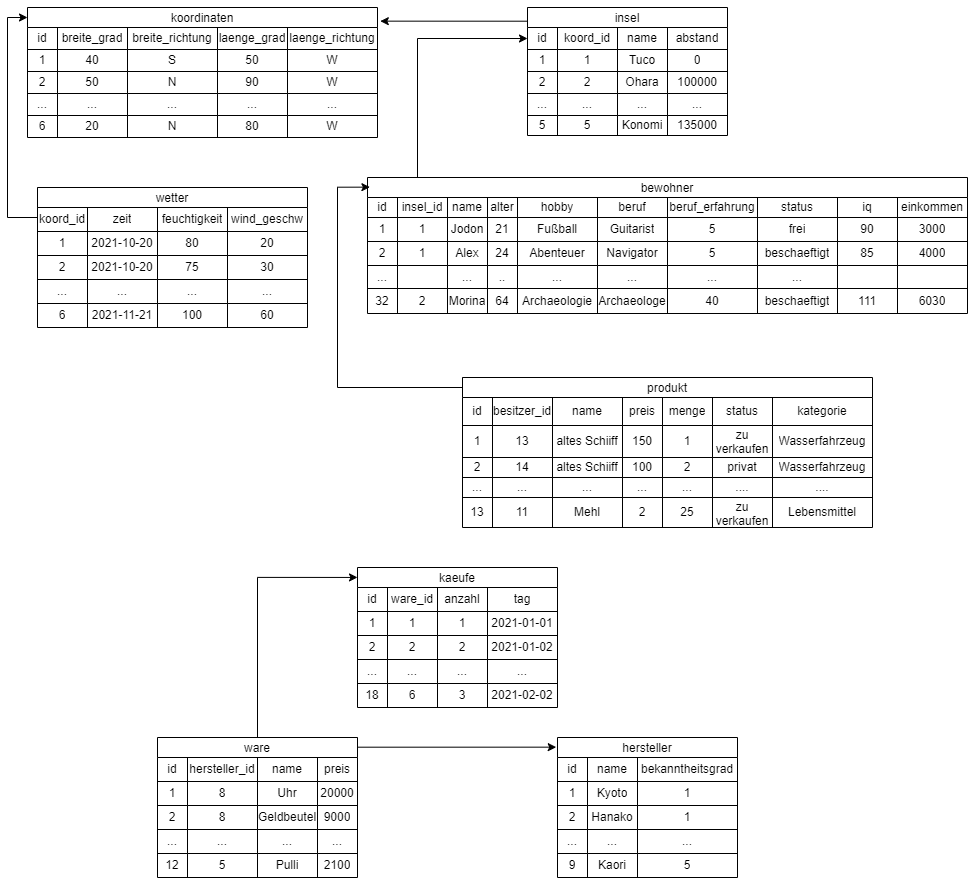 koordinaten
id breite_grad breite_richtung laenge_grad laenge_richtung
1 40 S 50 W
2 50 N 90 W
... ... ... ... ...
6 20 N 80 W
insel
id koord_id name abstand
1 1 Tuco 0
2 2 Ohara 100000
... ... ... ...
5 5 Konomi 135000
wetter
koord_id zeit feuchtigkeit wind_geschw
1 2021-10-20 80 20
2 2021-10-20 75 30
... ... ... ...
6 2021-11-21 100 60
bewohner
id insel_id name alter hobby beruf beruf_erfahrung status iq einkommen
1 1 Jodon 21 Fußball Guitarist 5 frei 90 3000
2 1 Alex 24 Abenteuer Navigator 5 beschaeftigt 85 4000
... ... .. ... ... .. ... ...
32 2 Morina 64 Archaeologie Archaeologe 40 beschaeftigt 111 6030
produkt
id besitzer_id name preis menge status kategorie
1 13 altes Schiiff 150 1 zu verkaufen Wasserfahrzeug
2 14 altes Schiiff 100 2 privat Wasserfahrzeug
... ... ... ... ... .... ....
13 11 Mehl 2 25 zu verkaufen Lebensmittel
kaeufe
id ware_id anzahl tag
1 1 1 2021-01-01
2 2 2 2021-01-02
... ... ... ...
18 6 3 2021-02-02
ware
id hersteller_id name preis
1 8 Uhr 20000
2 8 Geldbeutel 9000
... ... ... ...
12 5 Pulli 2100
hersteller
id name bekanntheitsgrad
1 Kyoto 1
2 Hanako 1
... ... ...
9 Kaori 5